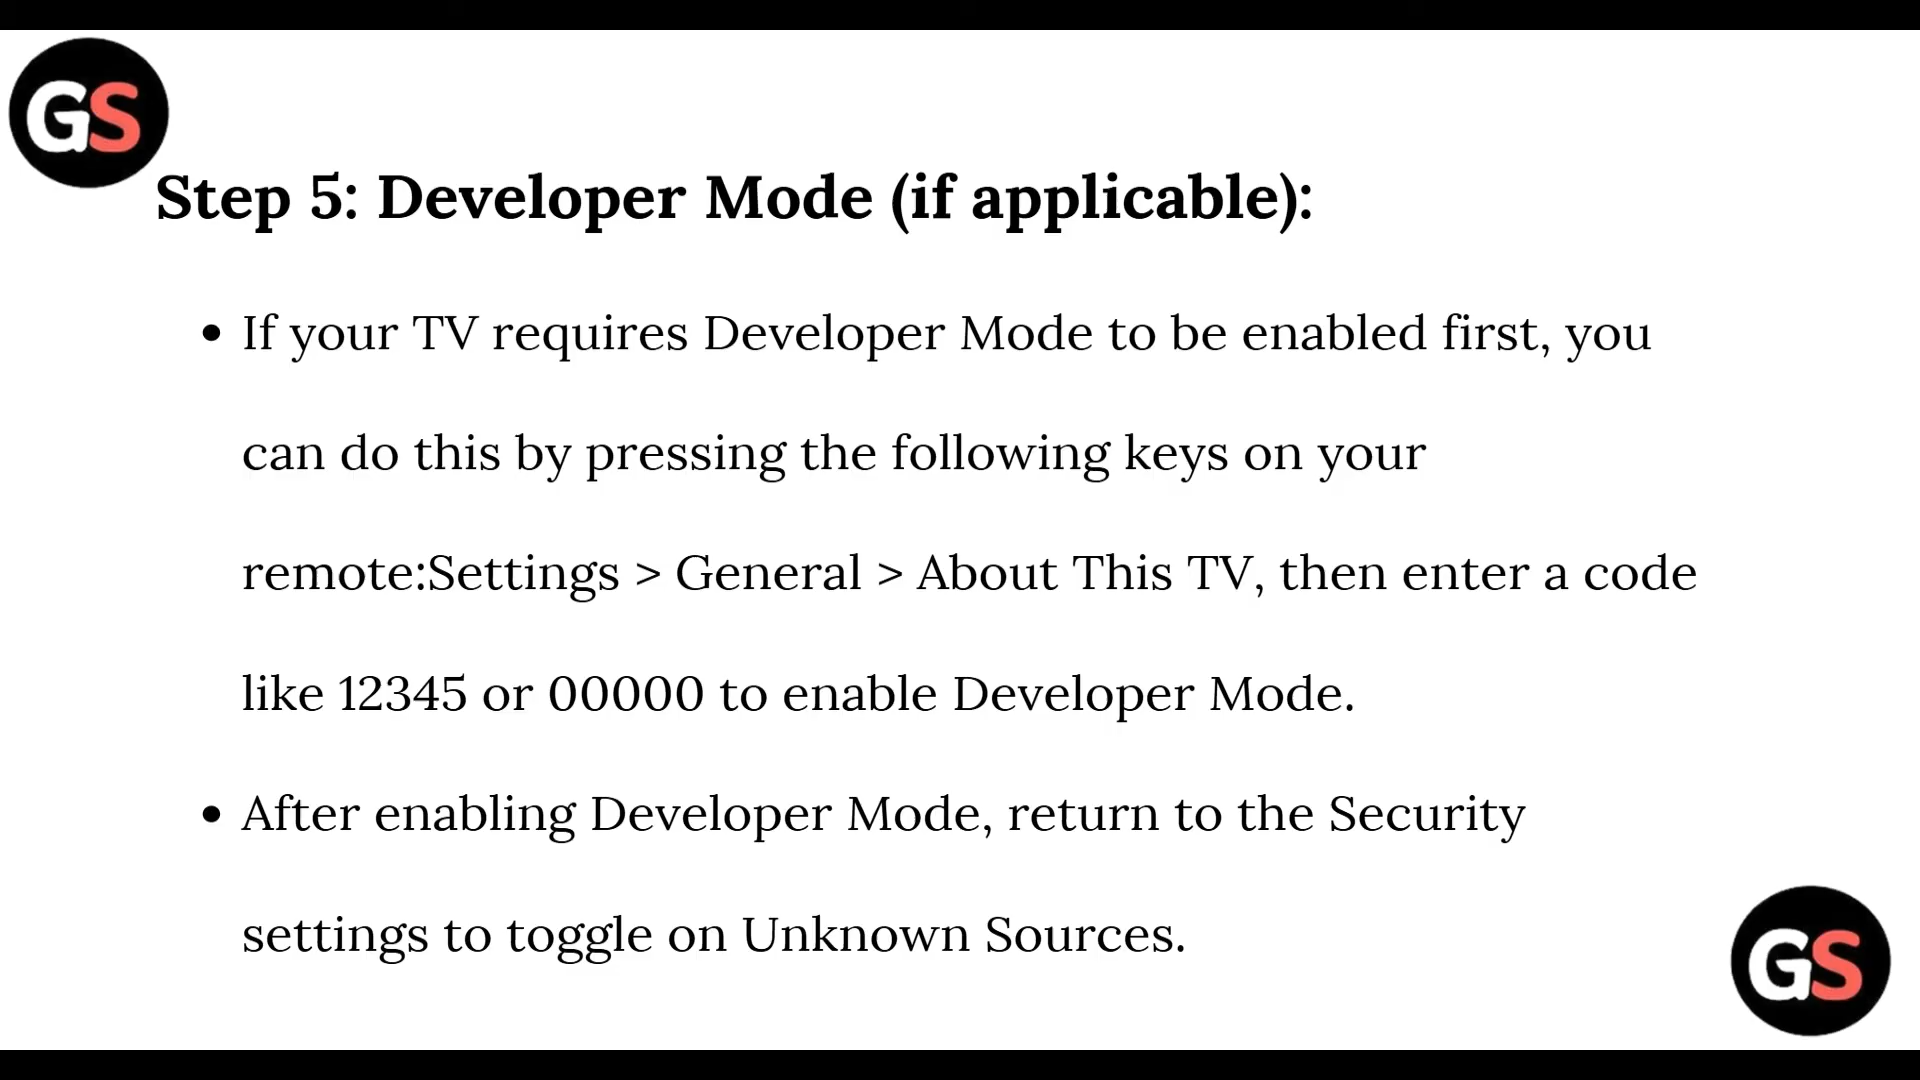 GS
Step 5: Developer Mode (if applicable):
• If your TV requires Developer Mode to be enabled first, you
can do this by pressing the following keys on your
remote:Settings > General > About This TV, then enter a code
like 12345 or 00000 to enable Developer Mode.
• After enabling Developer Mode, return to the Security
settings to toggle on Unknown Sources.
GS